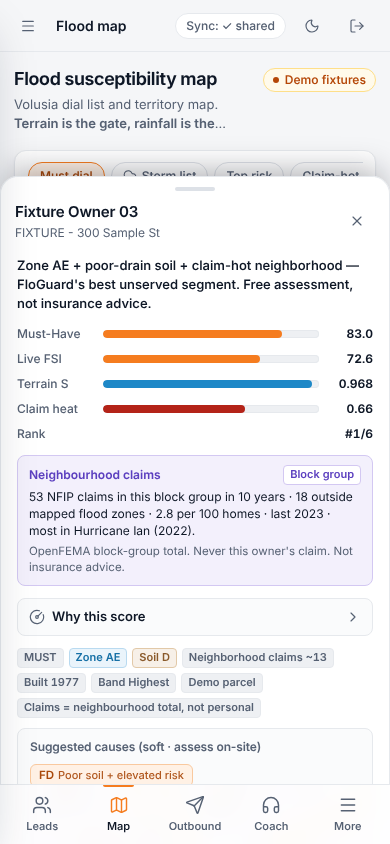 Flood map
Sync: ✓ shared
Flood susceptibility map
Demo fixtures
Volusia dial list and territory map.
Terrain is the gate, rainfall is the...
Must dial
Storm list
Top risk
Claim-hot
Fixture Owner 03
FIXTURE - 300 Sample St
Zone AE + poor-drain soil + claim-hot neighborhood —
FloGuard's best unserved segment. Free assessment,
not insurance advice.
Must-Have 83.0
Live FSI 72.6
Terrain S 0.968
Claim heat 0.66
Rank #1/6
Neighbourhood claims
Block group
53 NFIP claims in this block group in 10 years · 18 outside
mapped flood zones · 2.8 per 100 homes · last 2023 ·
most in Hurricane Ian (2022).
OpenFEMA block-group total. Never this owner's claim. Not
insurance advice.
Why this score
MUST Zone AE Soil D Neighborhood claims ~13
Built 1977 Band Highest Demo parcel
Claims = neighbourhood total, not personal
Suggested causes (soft · assess on-site)
FD Poor soil + elevated risk
Leads Map Outbound Coach More